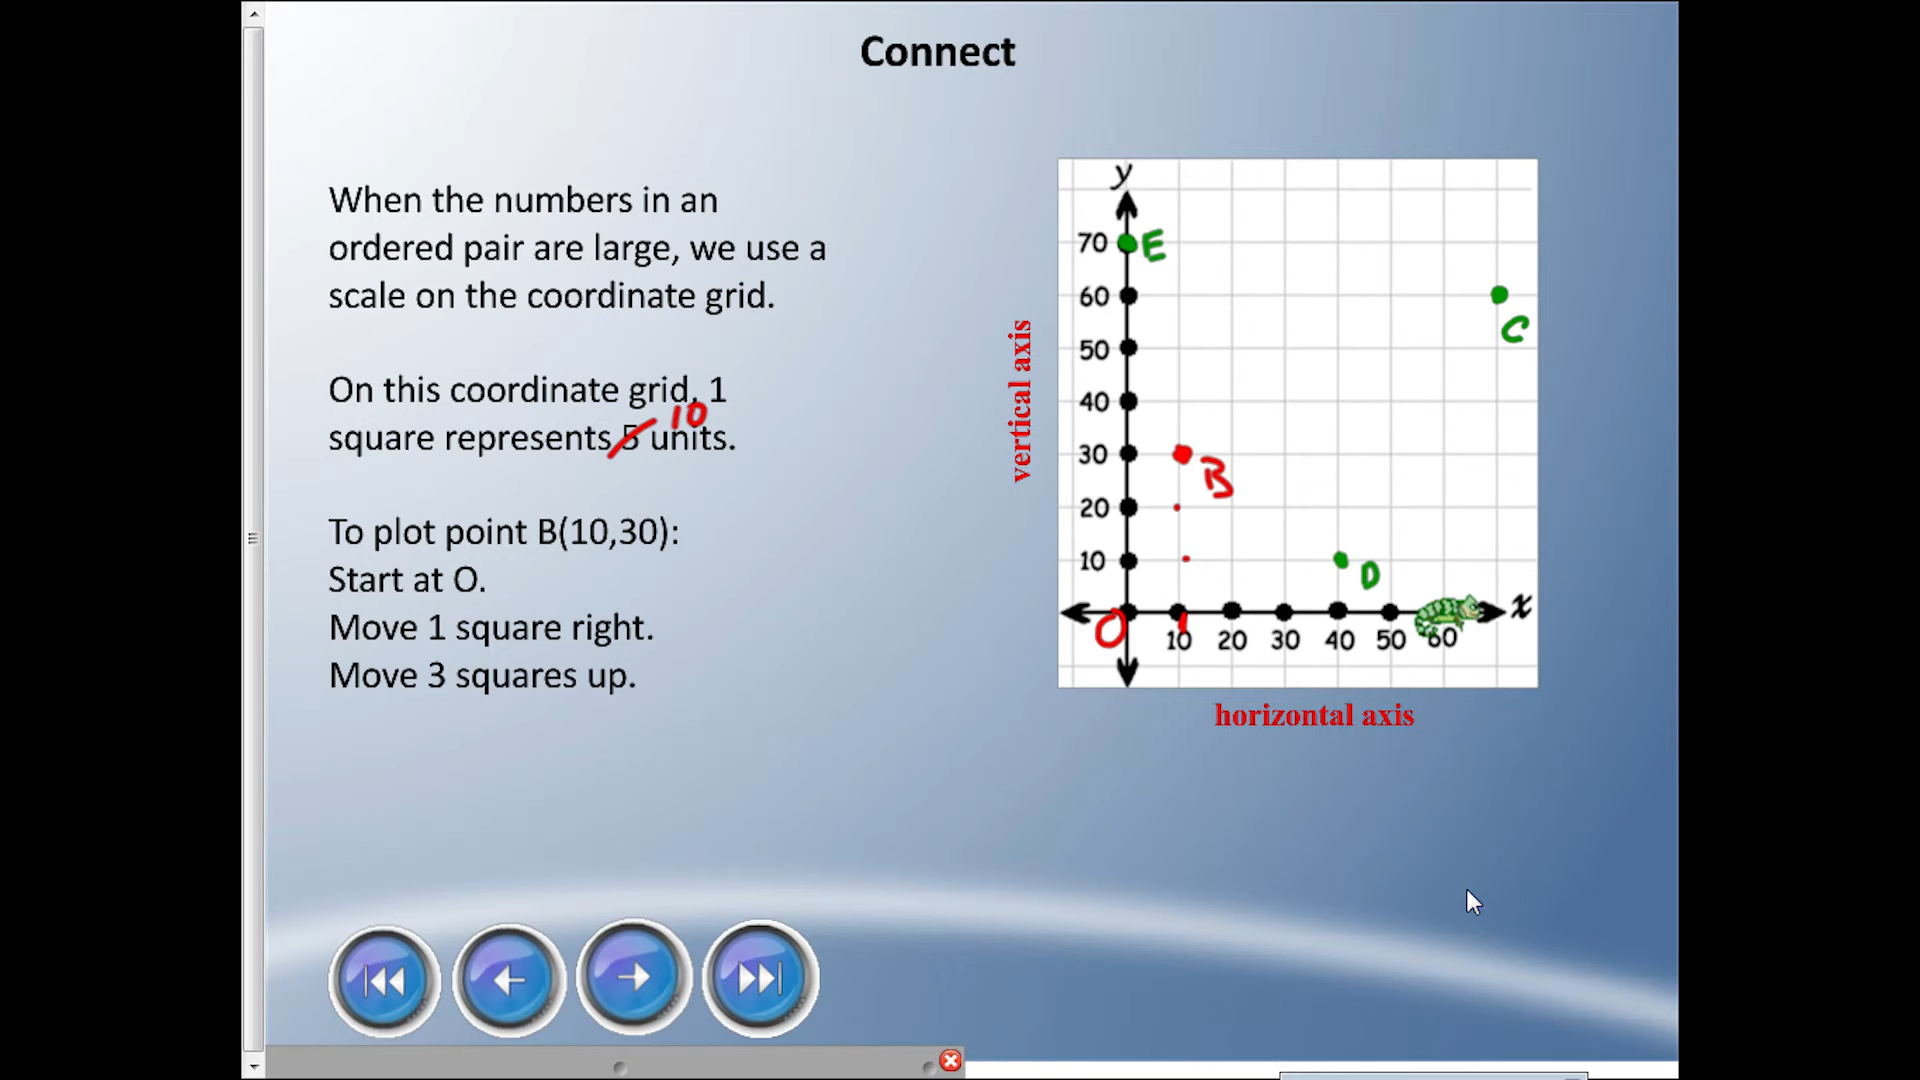 Connect
When the numbers in an
ordered pair are large, we use a
scale on the coordinate grid.
On this coordinate grid, 1
10
square represents 5 units.
To plot point B(10,30):
Start at O.
Move 1 square right.
Move 3 squares up.
y
70 E
60
C
50
40
30
B
20
10
D
x
O
10 20 30 40 50 60
vertical axis
horizontal axis